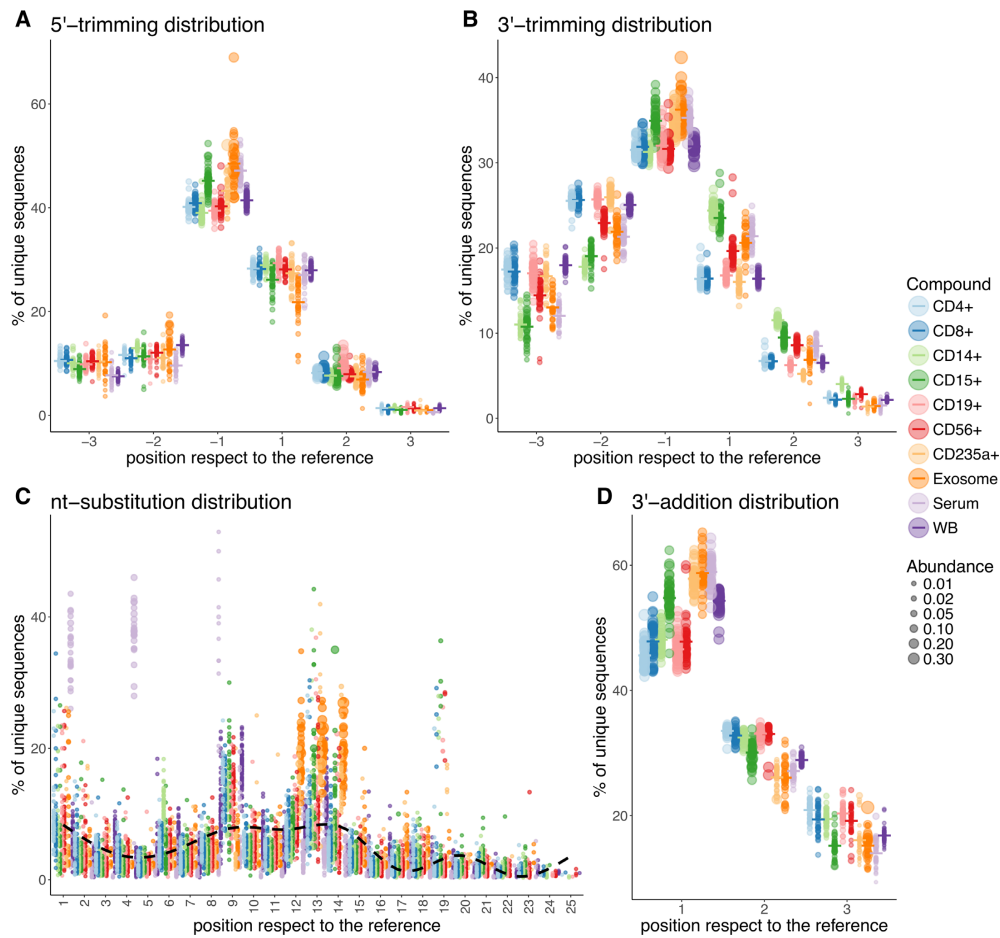 A 5'−trimming distribution
% of unique sequences
60
40
20
0
−3 −2 −1 1 2 3
position respect to the reference
B 3'−trimming distribution
% of unique sequences
40
30
20
10
0
−3 −2 −1 1 2 3
position respect to the reference
C nt−substitution distribution
% of unique sequences
40
20
0
1 2 3 4 5 6 7 8 9 10 11 12 13 14 15 16 17 18 19 20 21 22 23 24 25
position respect to the reference
D 3'−addition distribution
% of unique sequences
60
40
20
1 2 3
position respect to the reference
Compound
CD4+
CD8+
CD14+
CD15+
CD19+
CD56+
CD235a+
Exosome
Serum
WB
Abundance
0.01
0.02
0.05
0.10
0.20
0.30